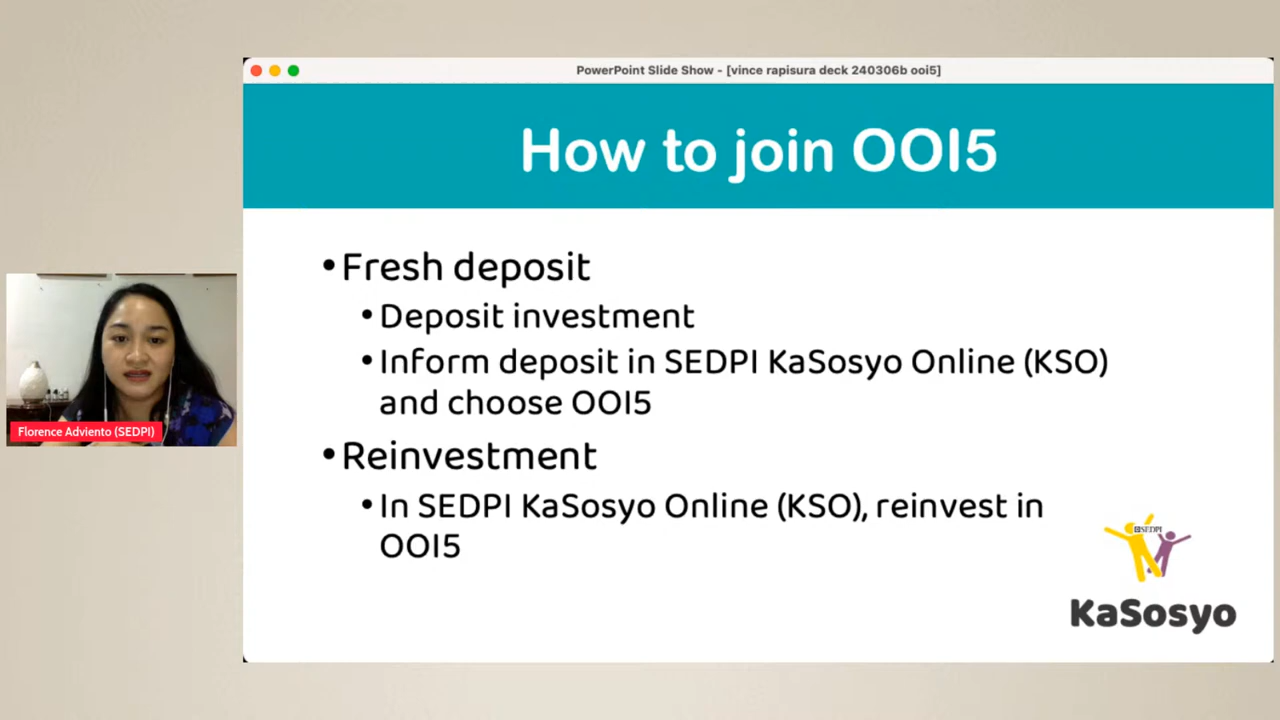 PowerPoint Slide Show - [vince rapisura deck 240306b ooi5]
How to join OOI5
•Fresh deposit
•Deposit investment
•Inform deposit in SEDPI KaSosyo Online (KSO)
and choose OOI5
•Reinvestment
•In SEDPI KaSosyo Online (KSO), reinvest in
OOI5
SEDPI
KaSosyo
Florence Adviento (SEDPI)